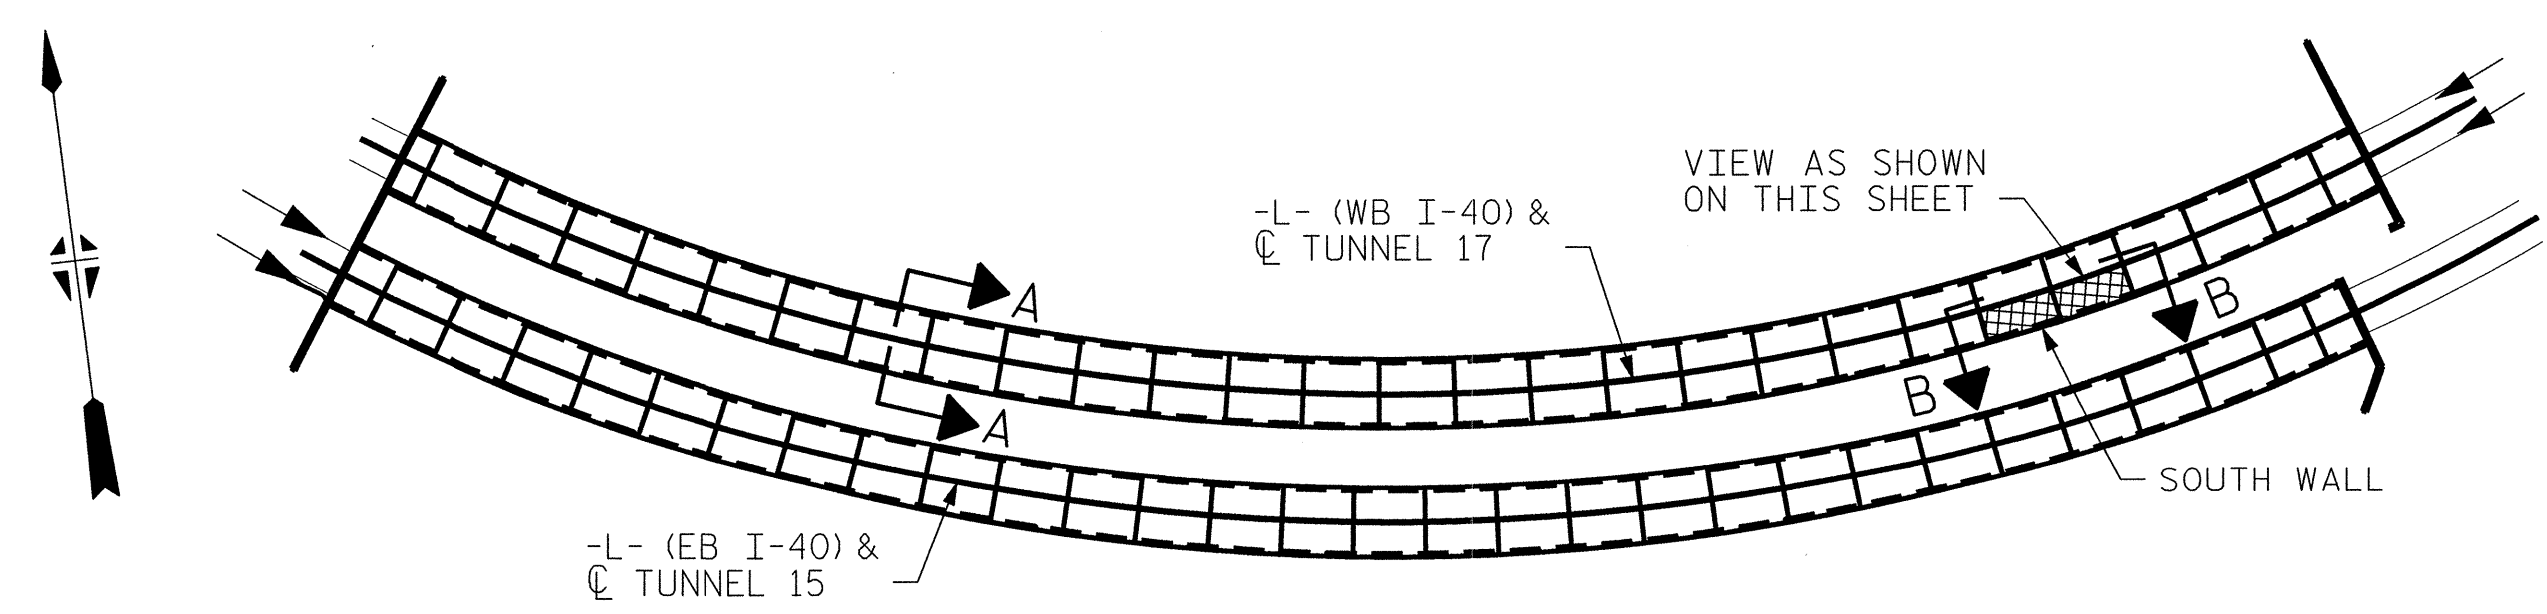 VIEW AS SHOWN
ON THIS SHEET
-L- (WB I-40) &
℄ TUNNEL 17
A
A
B
B
SOUTH WALL
-L- (EB I-40) &
℄ TUNNEL 15